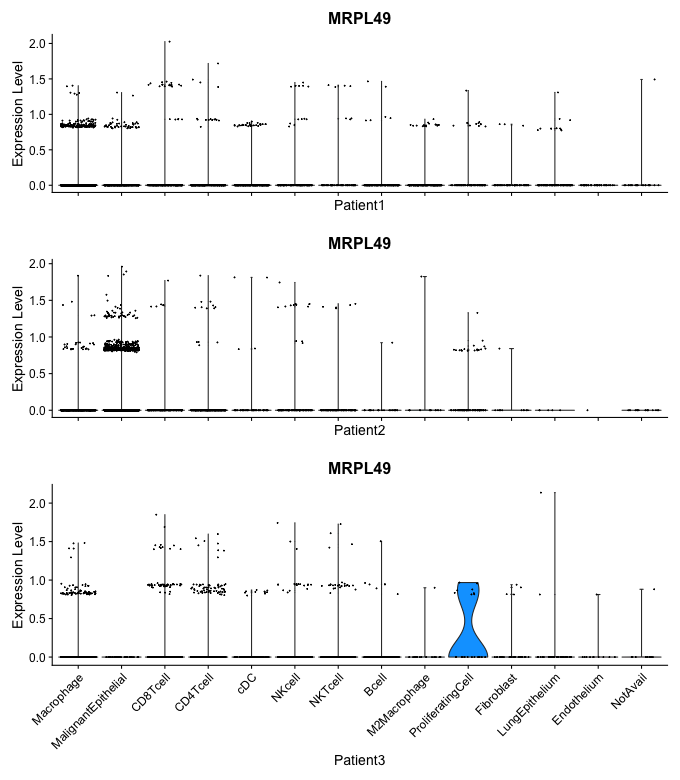 MRPL49
Expression Level
2.0
1.5
1.0
0.5
0.0
Patient1
MRPL49
Expression Level
2.0
1.5
1.0
0.5
0.0
Patient2
MRPL49
Expression Level
2.0
1.5
1.0
0.5
0.0
Macrophage
MalignantEpithelial
CD8Tcell
CD4Tcell
cDC
NKcell
NKTcell
Bcell
M2Macrophage
ProliferatingCell
Fibroblast
LungEpithelium
Endothelium
NotAvail
Patient3